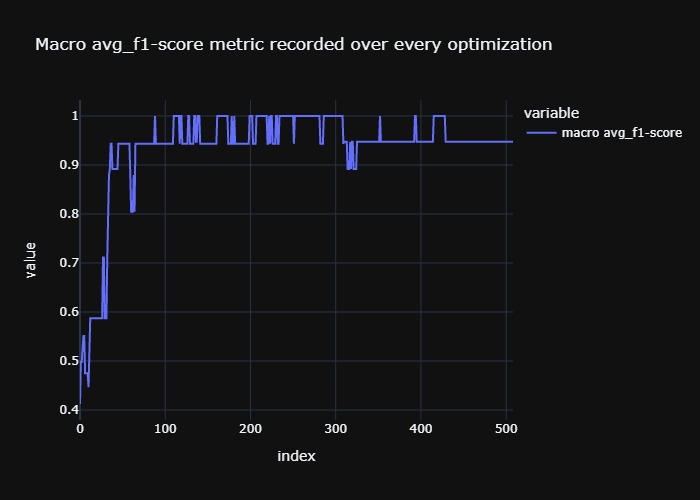 Macro avg_f1-score metric recorded over every optimization
variable
macro avg_f1-score
1
0.9
0.8
0.7
0.6
0.5
0.4
value
0 100 200 300 400 500
index